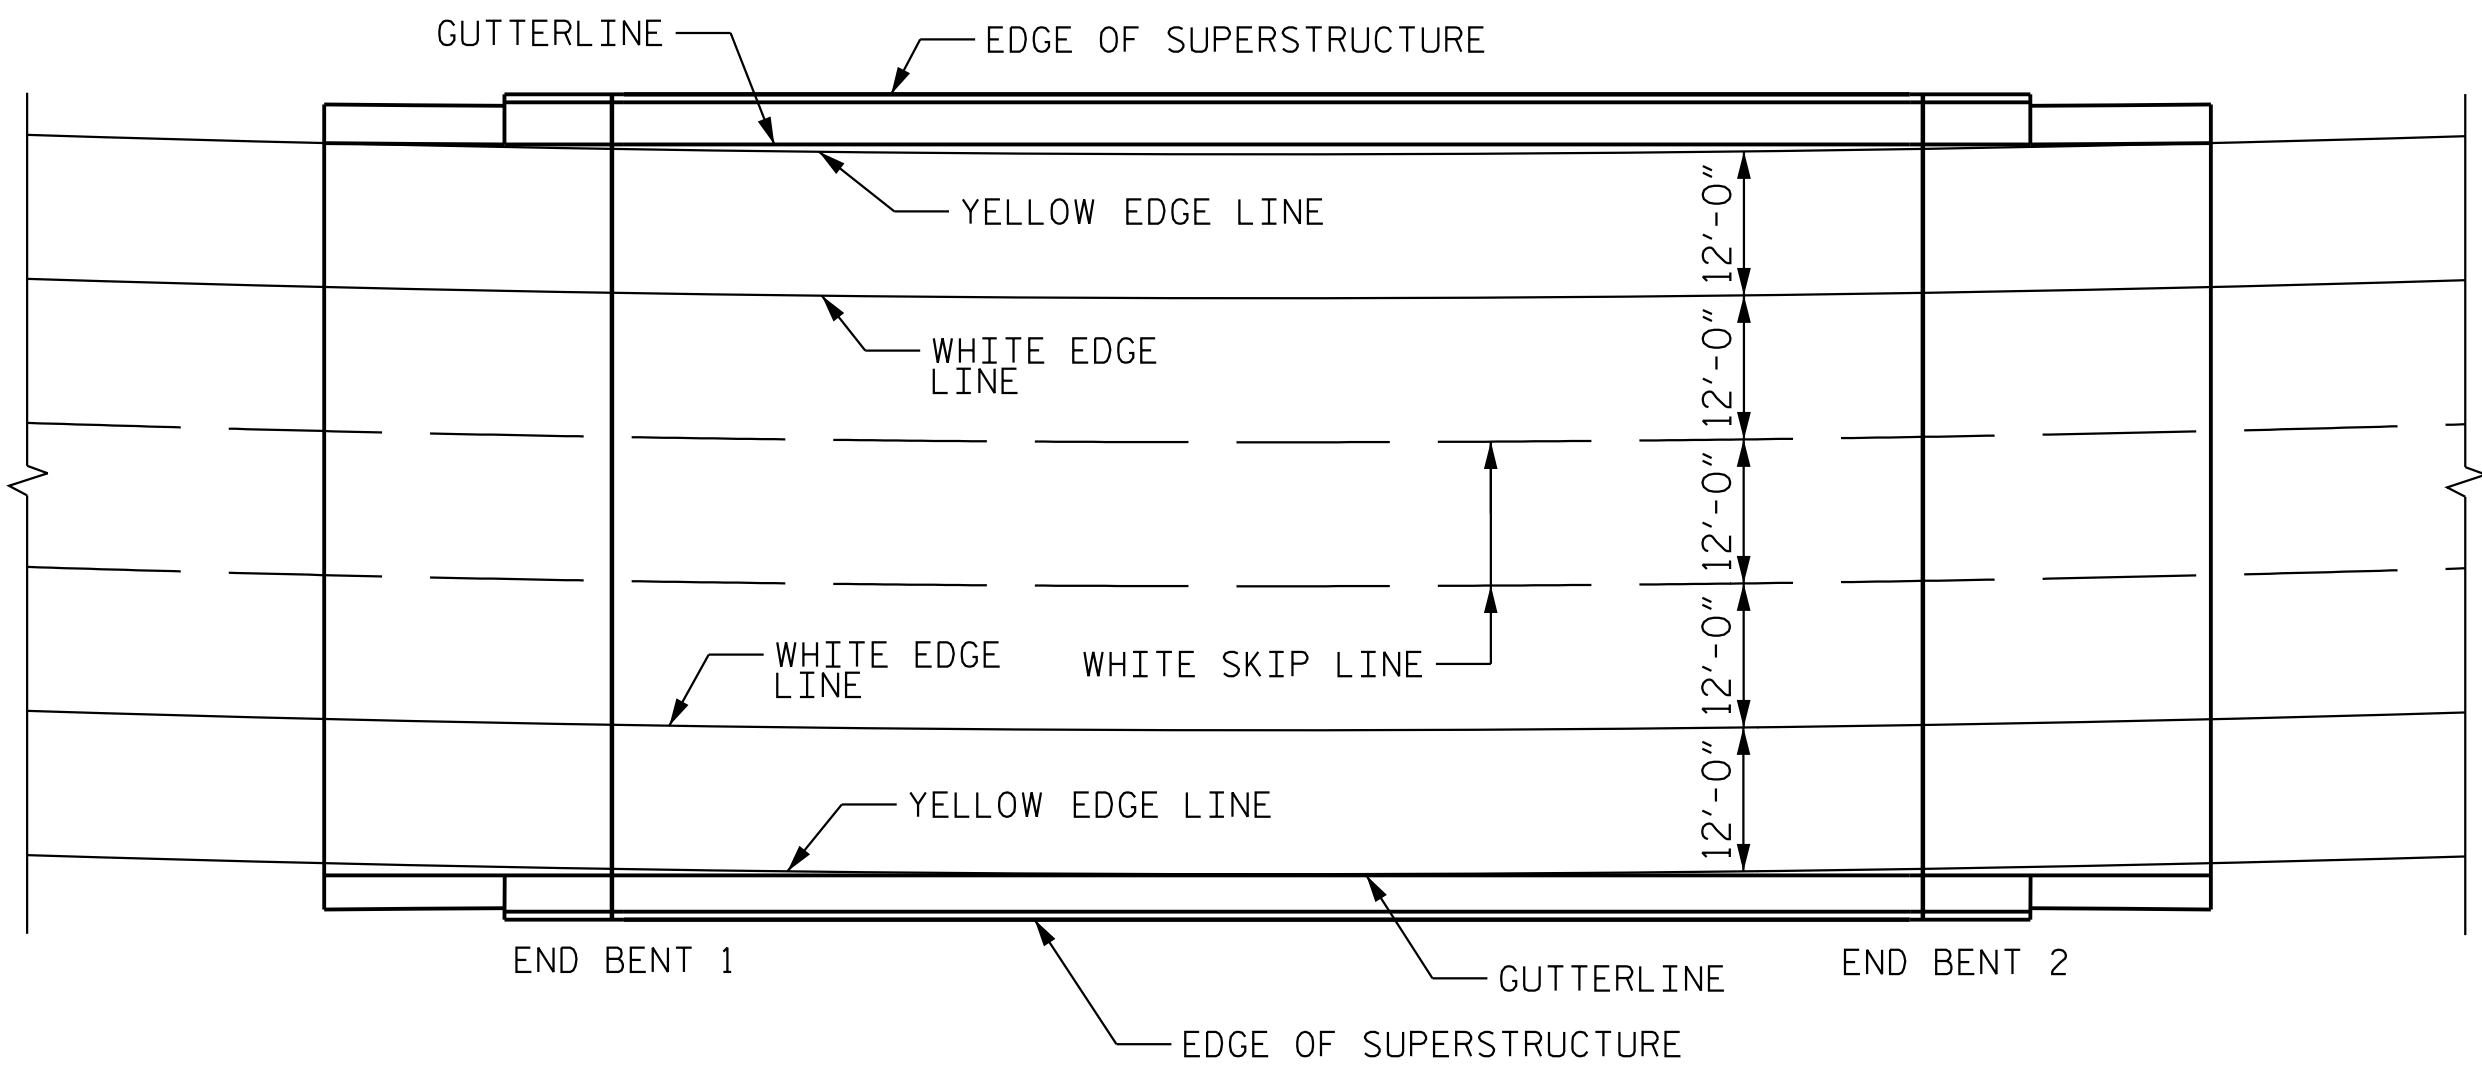 GUTTERLINE
EDGE OF SUPERSTRUCTURE
YELLOW EDGE LINE
12'-0"
WHITE EDGE
LINE
12'-0"
12'-0"
WHITE EDGE
LINE
WHITE SKIP LINE
12'-0"
YELLOW EDGE LINE
12'-0"
END BENT 1
END BENT 2
GUTTERLINE
EDGE OF SUPERSTRUCTURE